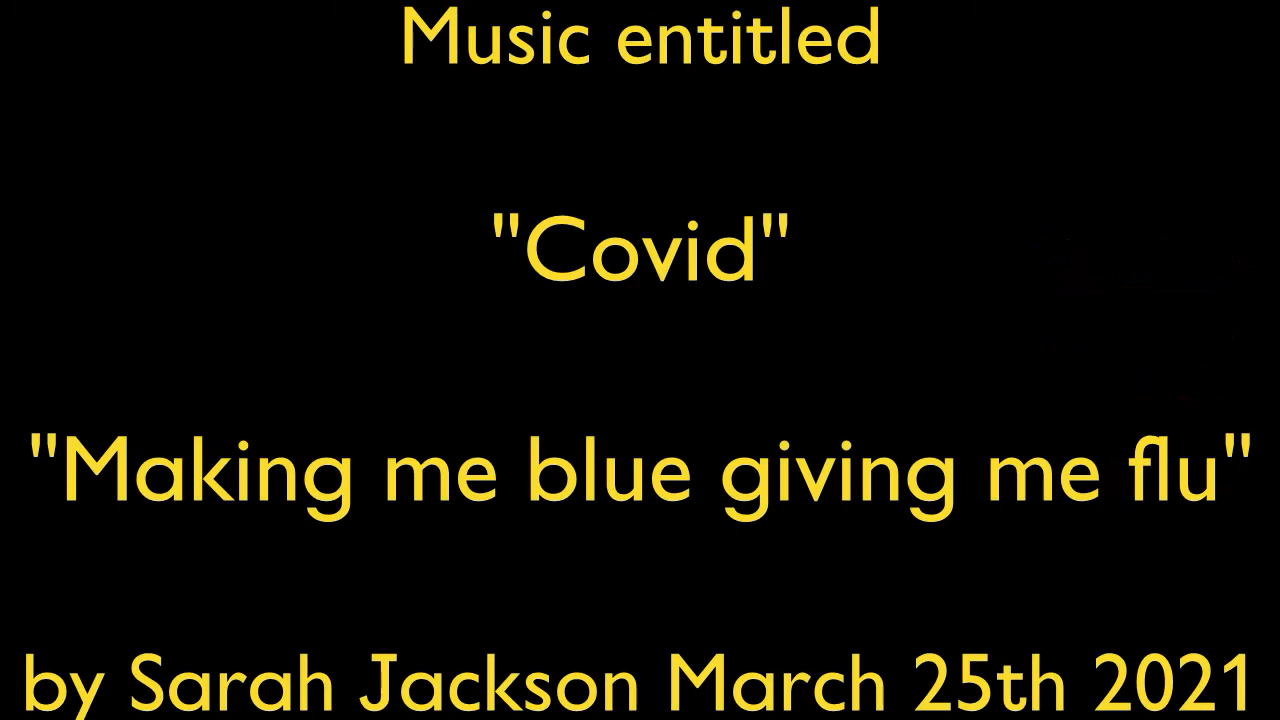 Music entitled
"Covid"
"Making me blue giving me flu"
by Sarah Jackson March 25th 2021